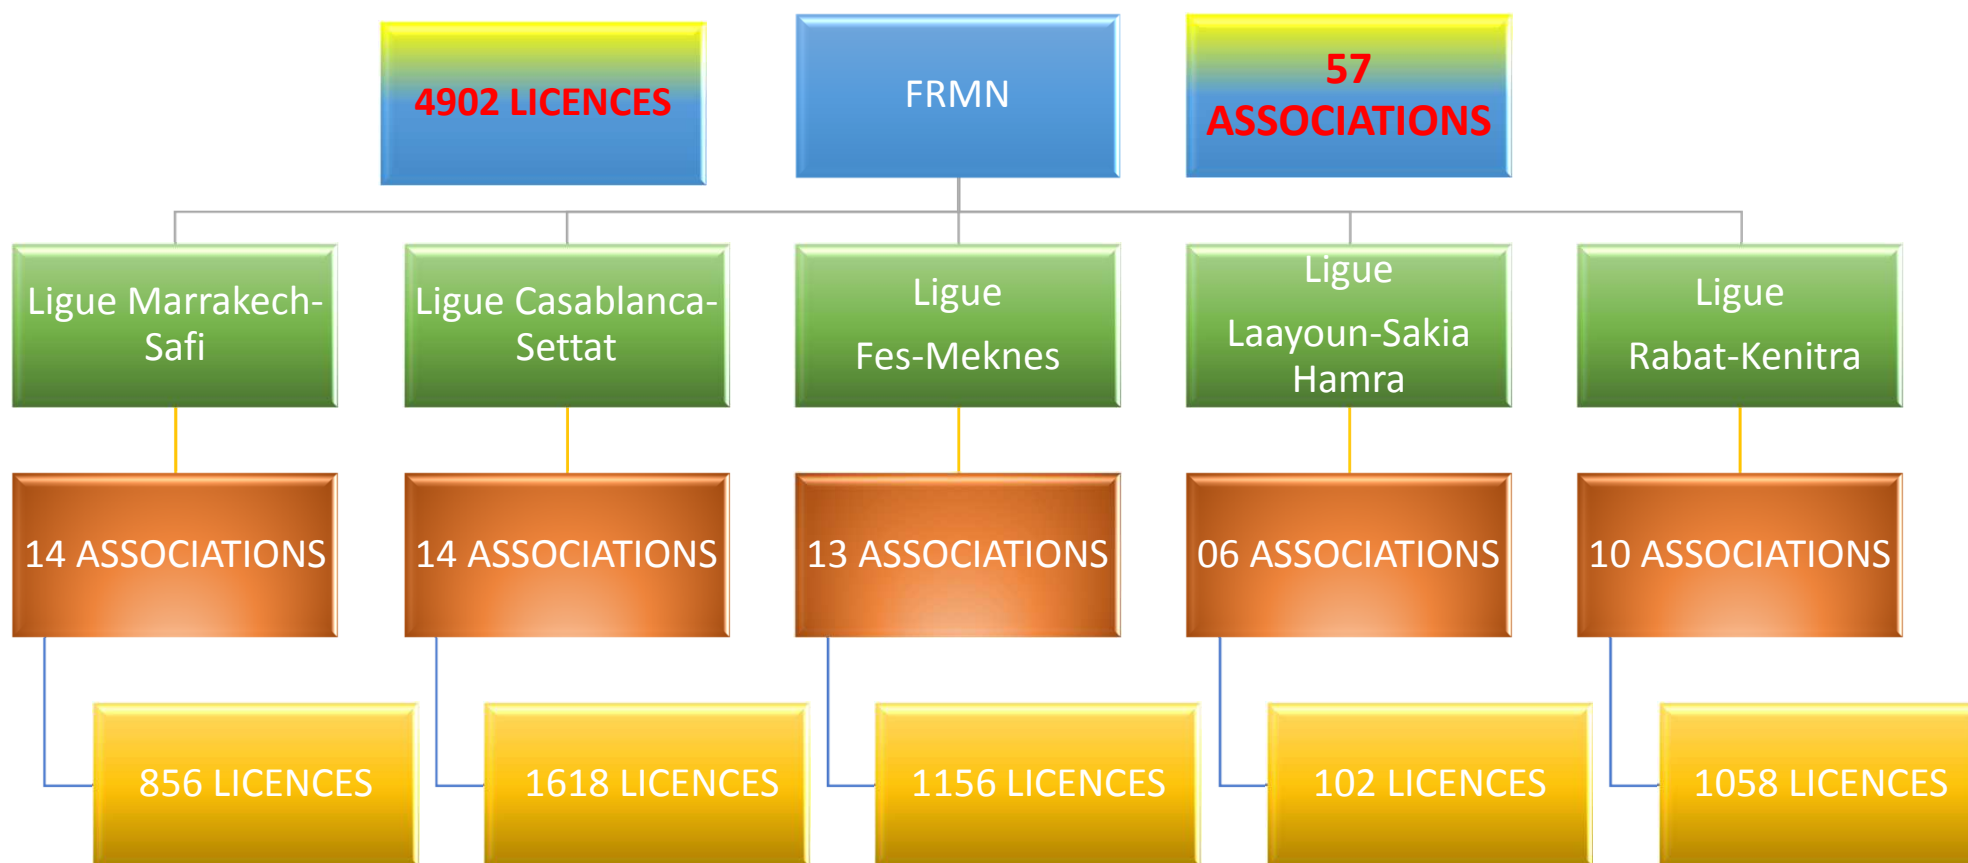 4902 LICENCES
FRMN
57
ASSOCIATIONS
Ligue Marrakech-
Safi
Ligue Casablanca-
Settat
Ligue
Fes-Meknes
Ligue
Laayoun-Sakia
Hamra
Ligue
Rabat-Kenitra
14 ASSOCIATIONS
14 ASSOCIATIONS
13 ASSOCIATIONS
06 ASSOCIATIONS
10 ASSOCIATIONS
856 LICENCES
1618 LICENCES
1156 LICENCES
102 LICENCES
1058 LICENCES